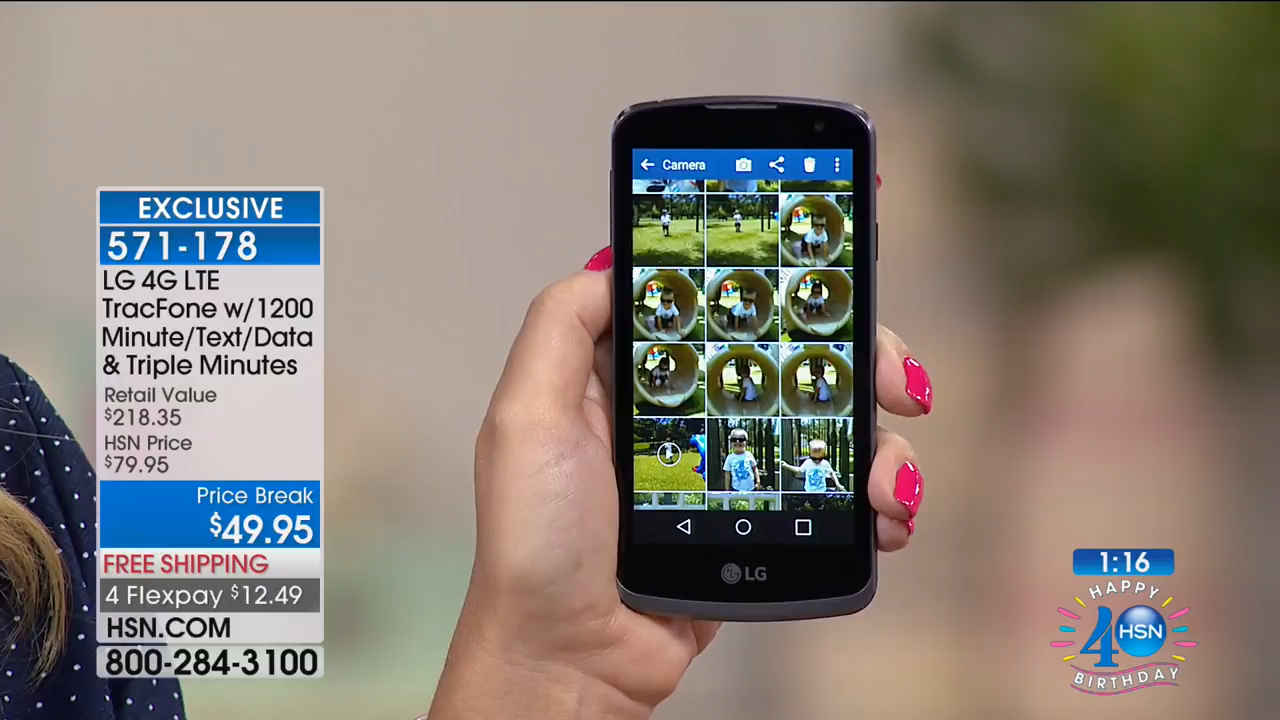 EXCLUSIVE
571-178
LG 4G LTE
TracFone w/1200
Minute/Text/Data
& Triple Minutes
Retail Value
$218.35
HSN Price
$79.95
Price Break
$49.95
FREE SHIPPING
4 Flexpay $12.49
HSN.COM
800-284-3100
Camera
LG
1:16
HAPPY
40 HSN
BIRTHDAY